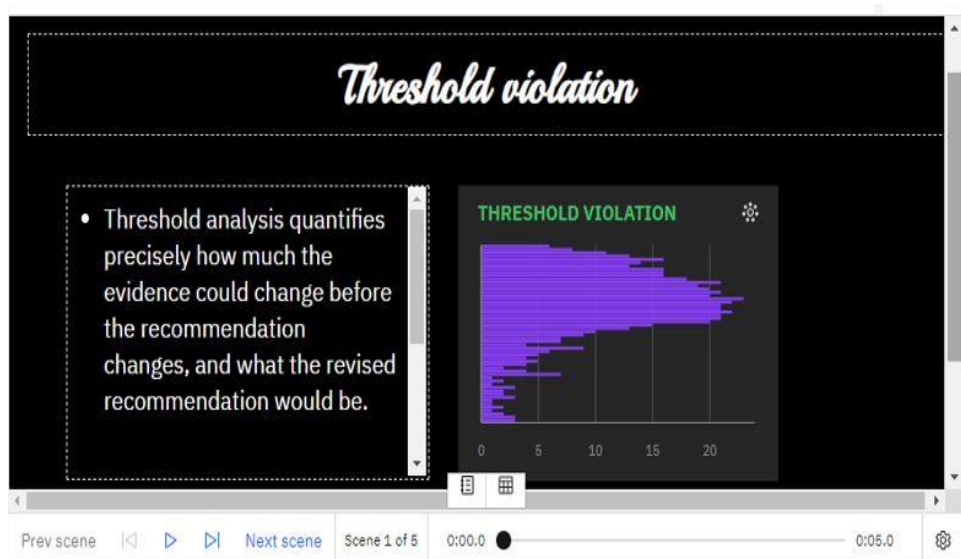 Threshold violation
• Threshold analysis quantifies
precisely how much the
evidence could change before
the recommendation
changes, and what the revised
recommendation would be.
THRESHOLD VIOLATION
0 5 10 15 20
Prev scene Next scene Scene 1 of 5 0:00.0 0:05.0